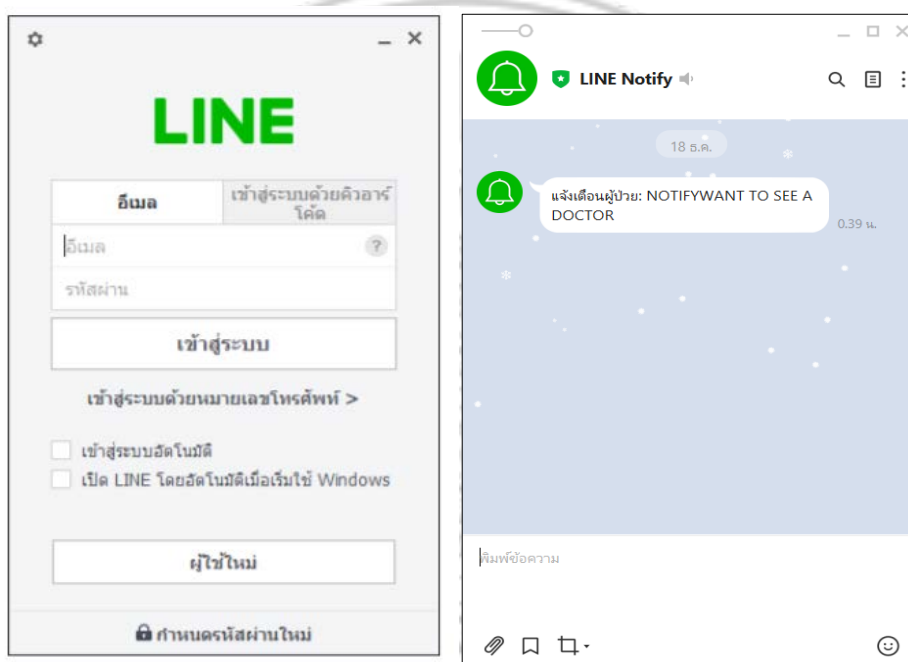 LINE
อีเมล
เข้าสู่ระบบด้วยคิวอาร์
โค้ด
อีเมล
?
รหัสผ่าน
เข้าสู่ระบบ
เข้าสู่ระบบด้วยหมายเลขโทรศัพท์ >
เข้าสู่ระบบอัตโนมัติ
เปิด LINE โดยอัตโนมัติเมื่อเริ่มใช้ Windows
ผู้ใช้ใหม่
กำหนดรหัสผ่านใหม่
LINE Notify
18 ธ.ค.
แจ้งเตือนผู้ป่วย: NOTIFYWANT TO SEE A
DOCTOR
0.39 น.
พิมพ์ข้อความ